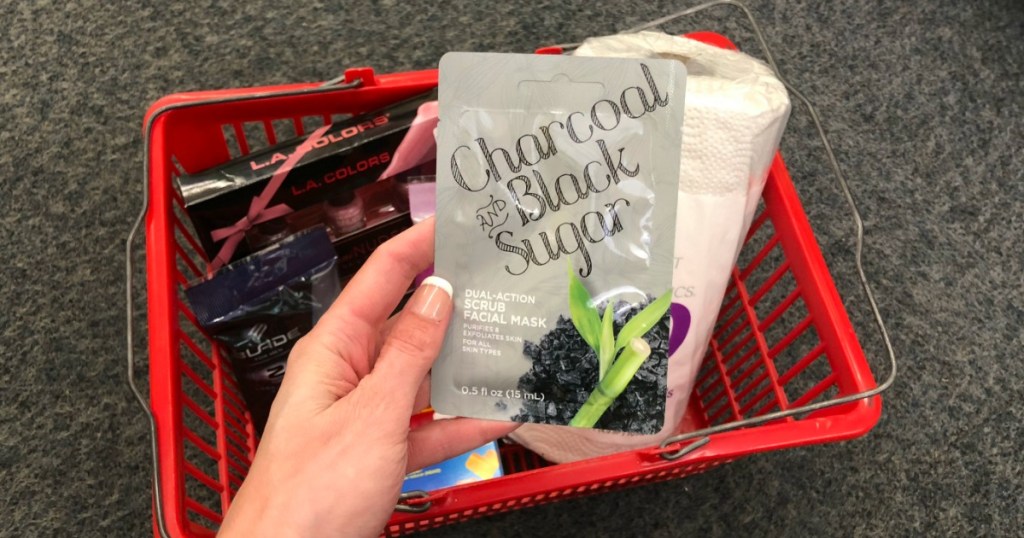 Charcoal
AND
Black
Sugar
DUAL-ACTION
SCRUB
FACIAL MASK
PURIFIES &
EXFOLIATES SKIN
FOR ALL
SKIN TYPES
0.5 fl oz (15 mL)
L.A. COLORS
L.A. COLORS